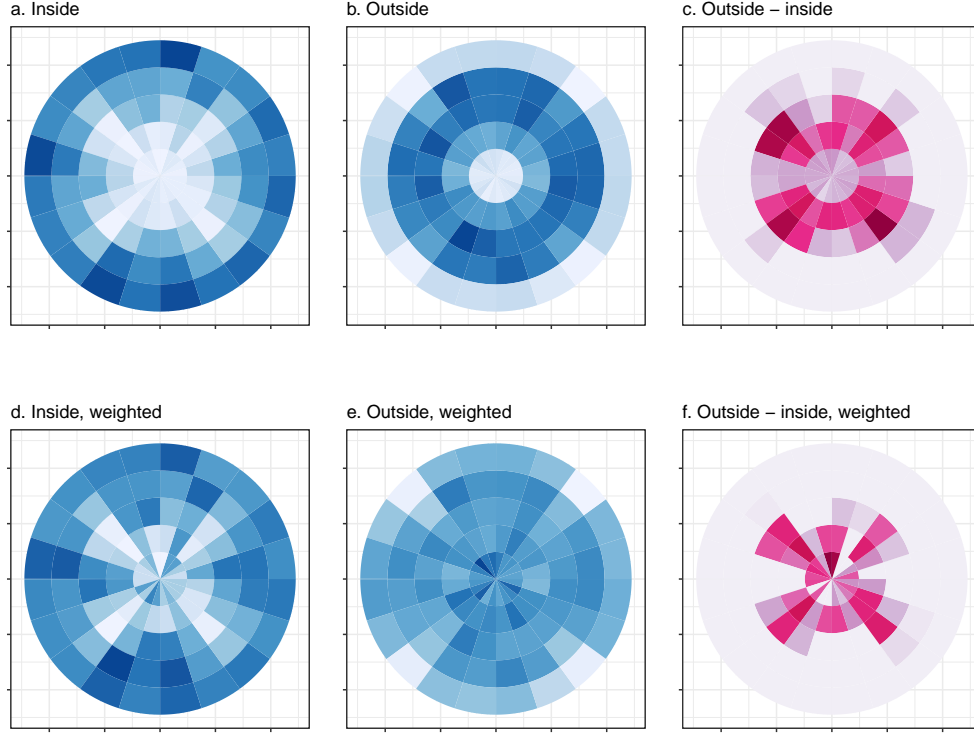 a. Inside
b. Outside
c. Outside − inside
d. Inside, weighted
e. Outside, weighted
f. Outside − inside, weighted